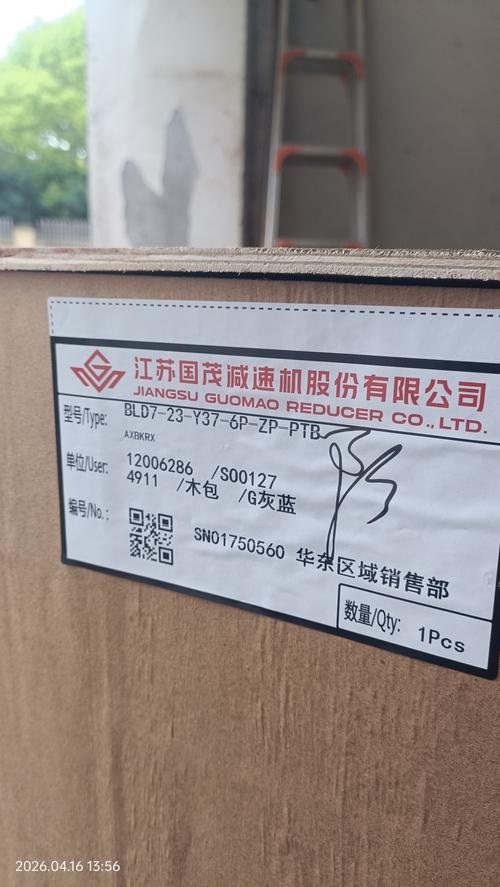 江苏国茂减速机股份有限公司
JIANGSU GUOMAO REDUCER CO., LTD.
型号/Type: BLD7-23-Y37-6P-ZP-PTB
AXBKRX
单位/User: 12006286 /S00127
4911 /木包 /G灰蓝
编号/No.: SN01750560 华东区域销售部
数量/Qty: 1Pcs
2026.04.16 13:56